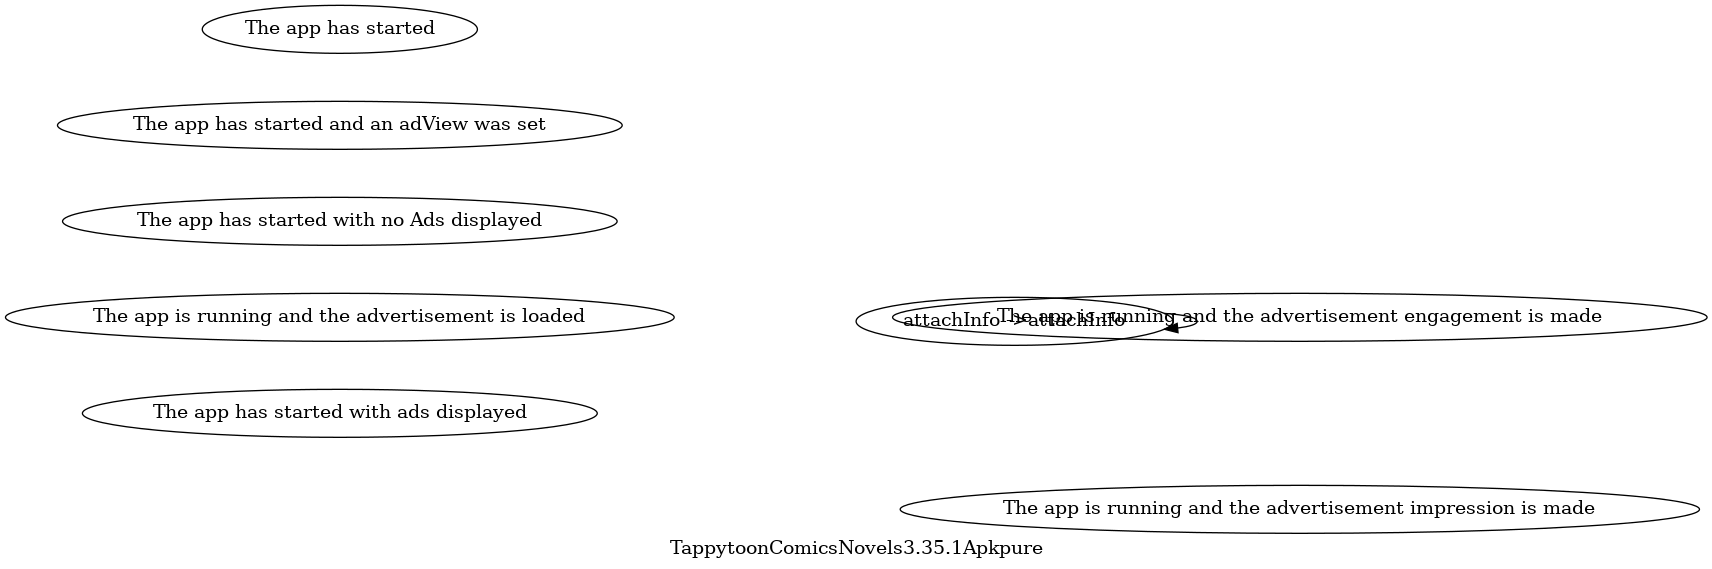 The app has started
The app has started and an adView was set
The app has started with no Ads displayed
The app is running and the advertisement is loaded
attachInfo->attachInfo
The app is running and the advertisement engagement is made
The app has started with ads displayed
The app is running and the advertisement impression is made
TappytoonComicsNovels3.35.1Apkpure